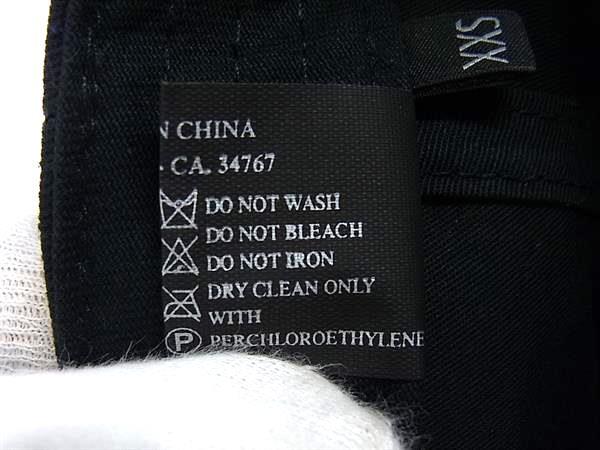 XXS
N CHINA
CA. 34767
DO NOT WASH
DO NOT BLEACH
DO NOT IRON
DRY CLEAN ONLY
WITH
P PERCHLOROETHYLENE